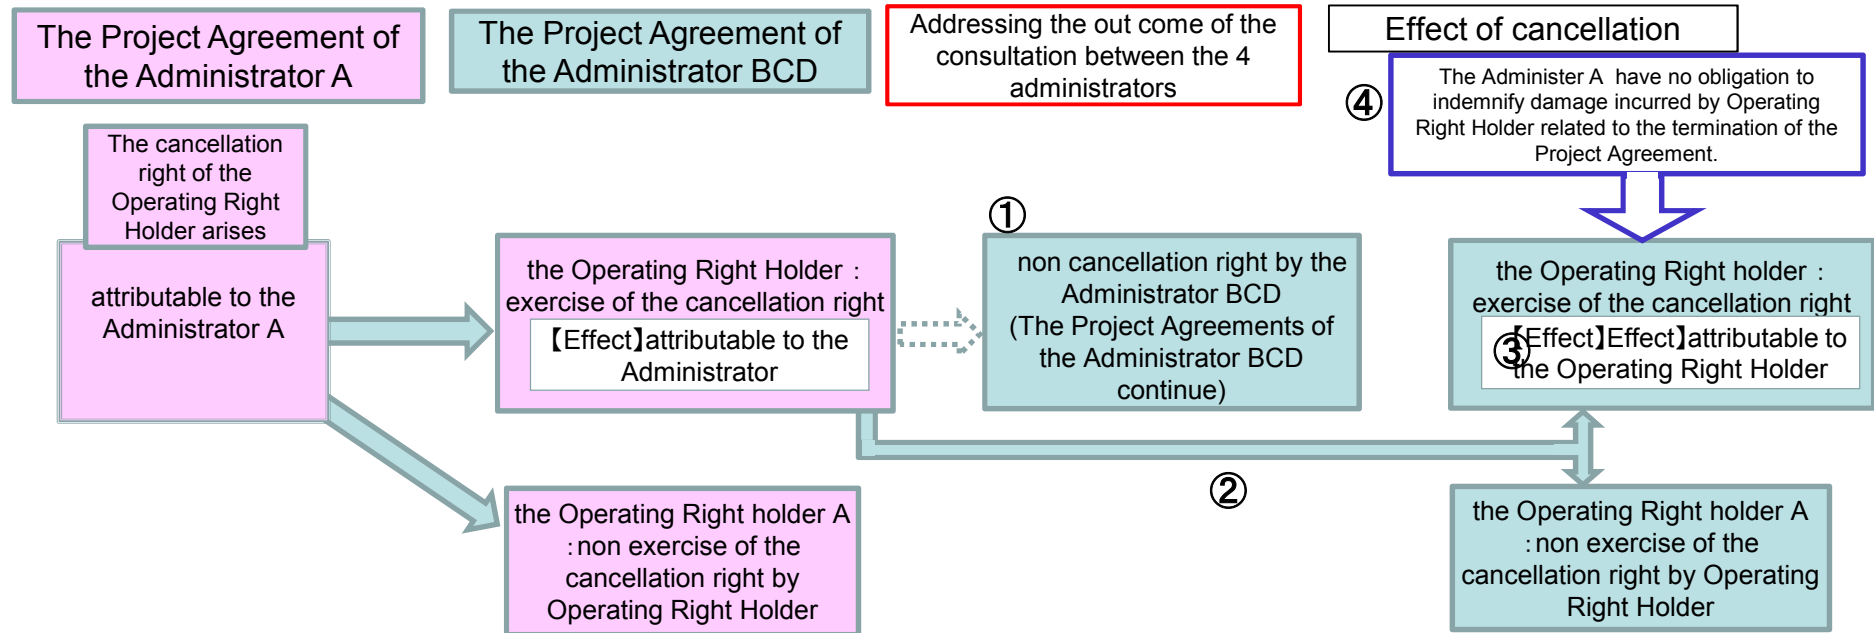 The Project Agreement of
the Administrator A
The Project Agreement of
the Administrator BCD
Addressing the out come of the
consultation between the 4
administrators
Effect of cancellation
④
The Administer A  have no obligation to
indemnify damage incurred by Operating
Right Holder related to the termination of the
Project Agreement.
The cancellation
right of the
Operating Right
Holder arises
attributable to the
Administrator A
the Operating Right Holder：
exercise of the cancellation right
【Effect】attributable to the
Administrator
①
non cancellation right by the
Administrator BCD
(The Project Agreements of
the Administrator BCD
continue)
the Operating Right holder：
exercise of the cancellation right
③
【Effect】Effect】attributable to
the Operating Right Holder
②
the Operating Right holder A
：non exercise of the
cancellation right by
Operating Right Holder
the Operating Right holder A
：non exercise of the
cancellation right by Operating
Right Holder